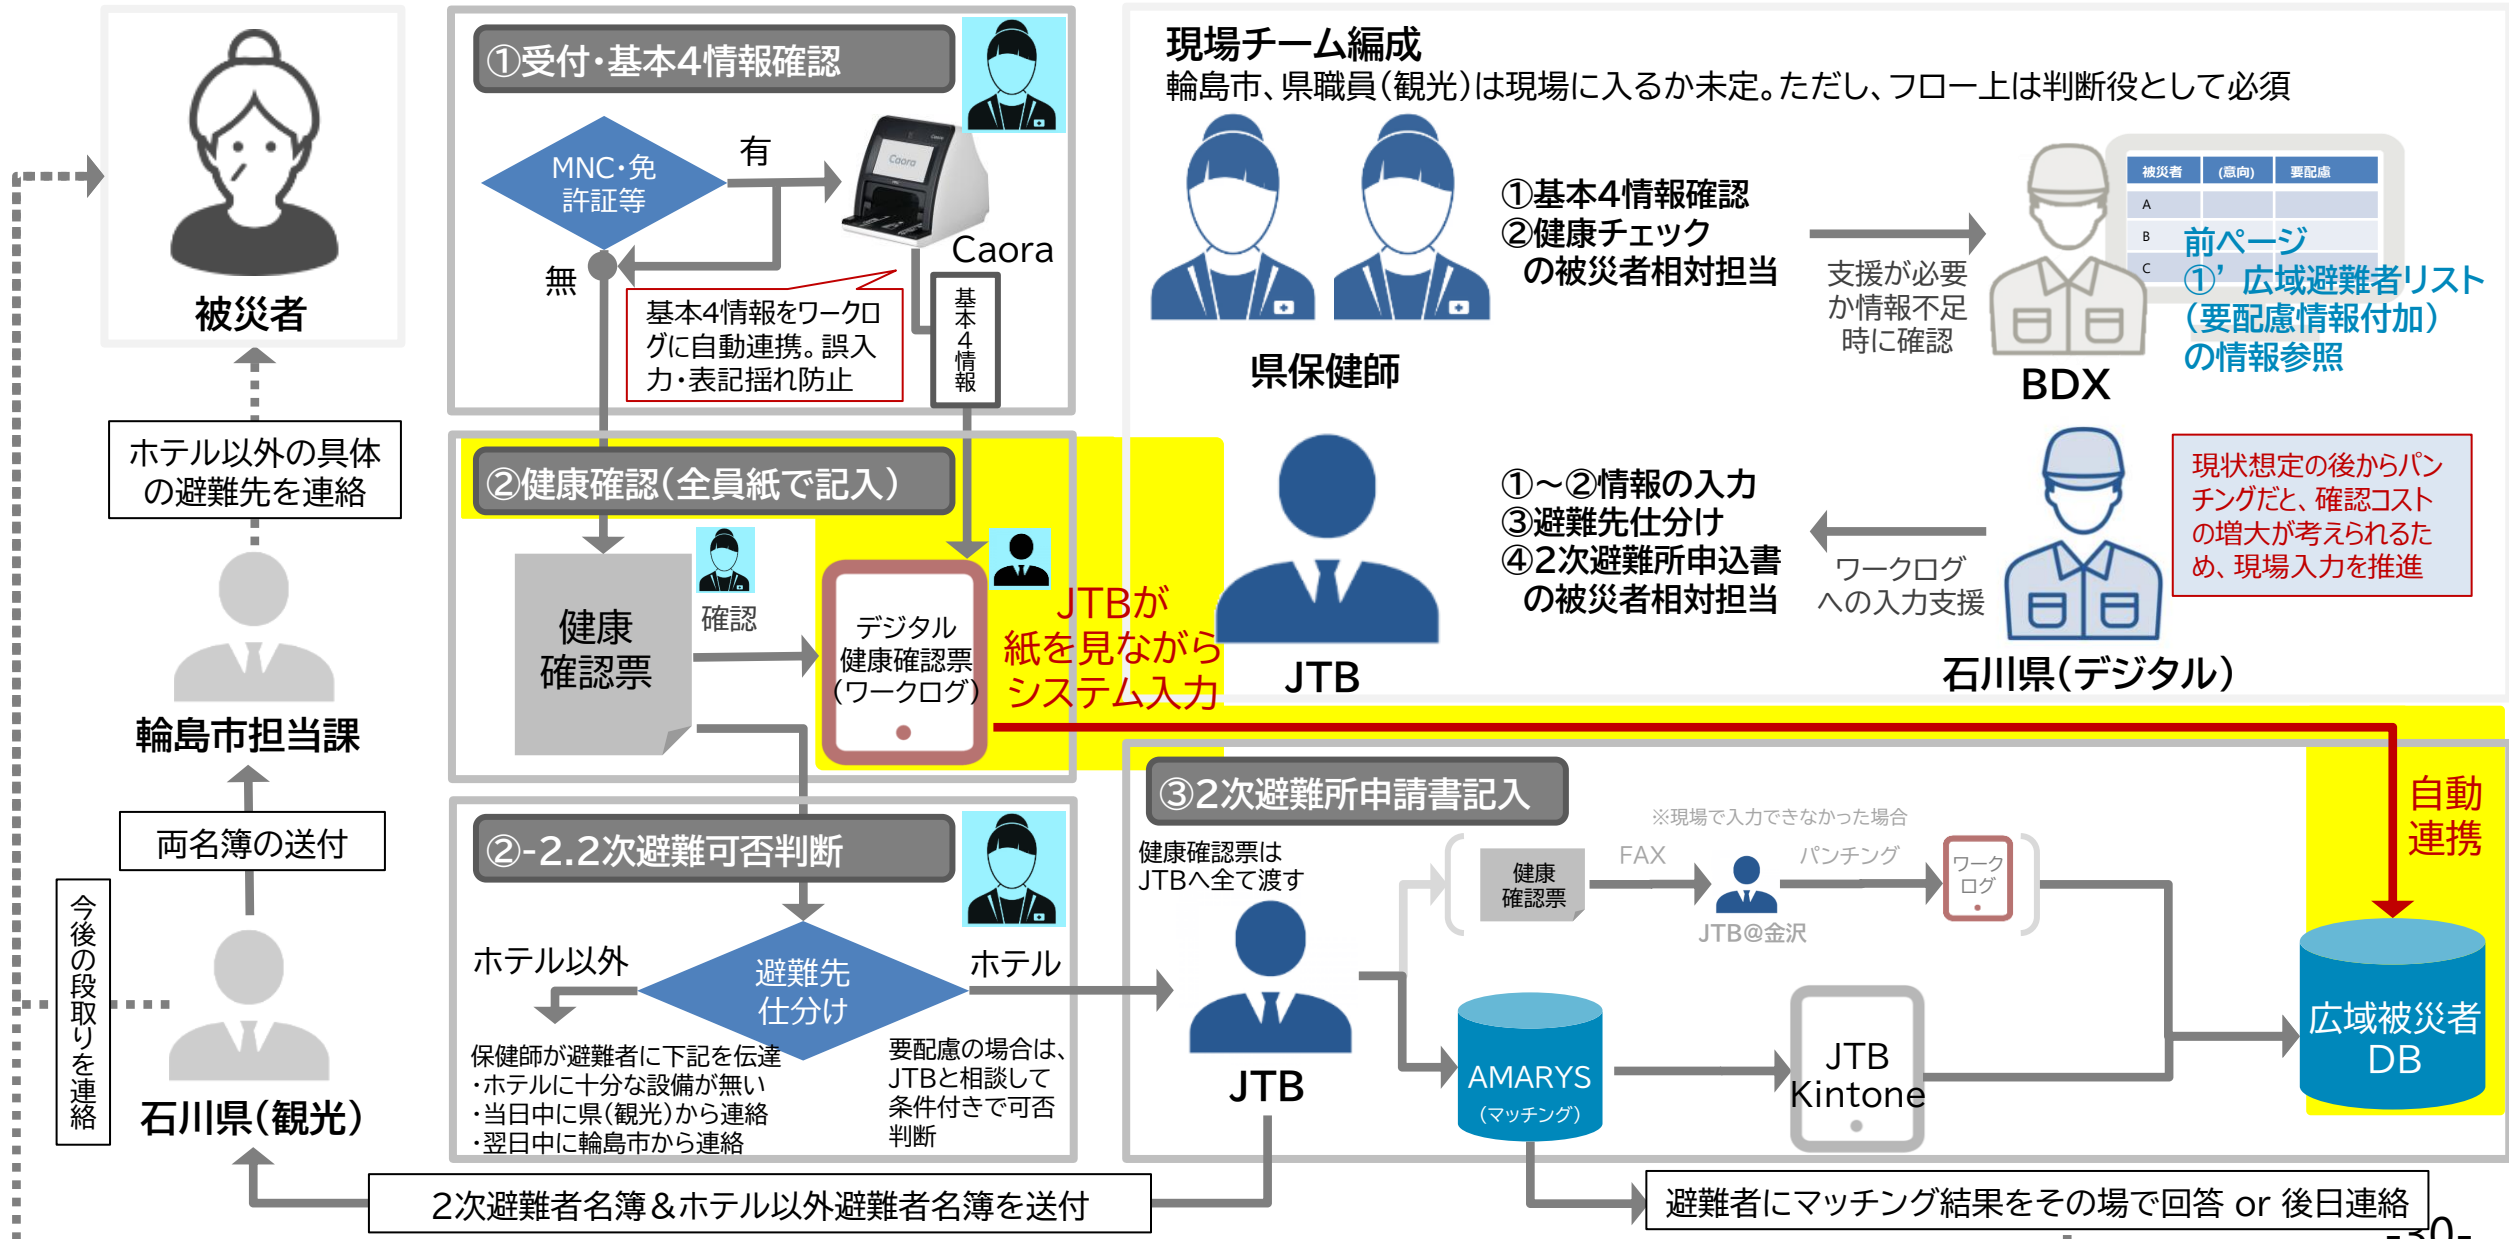 被災者
ホテル以外の具体
の避難先を連絡
輪島市担当課
両名簿の送付
今後の段取りを連絡
石川県(観光)
①受付・基本4情報確認
MNC・免
許証等
有
無
Caora
Caora
基本4情報をワークロ
グに自動連携。誤入
力・表記揺れ防止
基本4情報
②健康確認(全員紙で記入)
健康
確認票
確認
デジタル
健康確認票
(ワークログ)
JTBが
紙を見ながら
システム入力
②-2.2次避難可否判断
ホテル以外
避難先
仕分け
ホテル
保健師が避難者に下記を伝達
・ホテルに十分な設備が無い
・当日中に県(観光)から連絡
・翌日中に輪島市から連絡
要配慮の場合は、
JTBと相談して
条件付きで可否
判断
現場チーム編成
輪島市、県職員(観光)は現場に入るか未定。ただし、フロー上は判断役として必須
県保健師
①基本4情報確認
②健康チェック
の被災者相対担当
支援が必要
か情報不足
時に確認
BDX
被災者 (意向) 要配慮
A
B
C
前ページ
①’広域避難者リスト
(要配慮情報付加)
の情報参照
JTB
①～②情報の入力
③避難先仕分け
④2次避難所申込書
の被災者相対担当
ワークログ
への入力支援
石川県(デジタル)
現状想定の後からパン
チングだと、確認コスト
の増大が考えられるた
め、現場入力を推進
③2次避難所申請書記入
健康確認票は
JTBへ全て渡す
JTB
※現場で入力できなかった場合
健康
確認票
FAX
JTB@金沢
パンチング
ワーク
ログ
AMARYS
(マッチング)
JTB
Kintone
自動
連携
広域被災者
DB
2次避難者名簿&ホテル以外避難者名簿を送付
避難者にマッチング結果をその場で回答 or 後日連絡
-30-